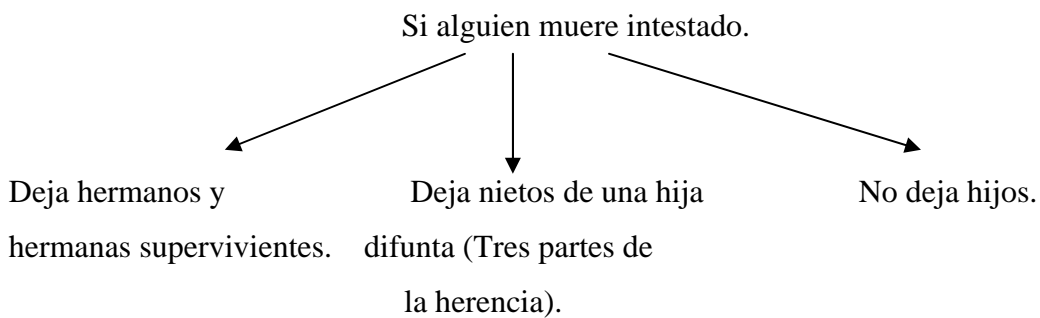 Si alguien muere intestado.
Deja hermanos y
hermanas supervivientes.
Deja nietos de una hija
difunta (Tres partes de
la herencia).
No deja hijos.